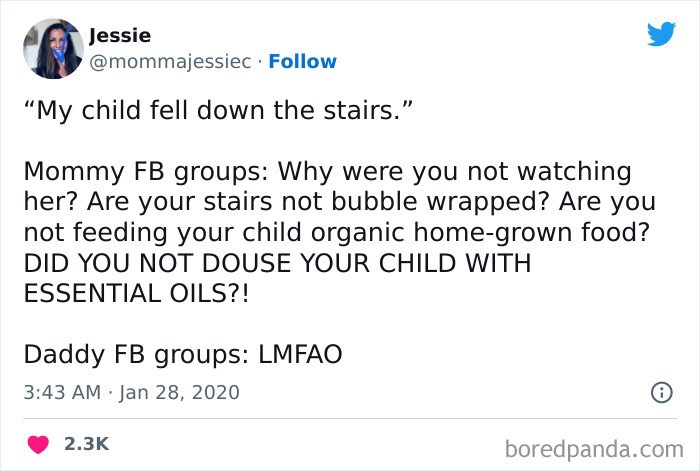 Jessie
@mommajessiec · Follow
“My child fell down the stairs.”
Mommy FB groups: Why were you not watching
her? Are your stairs not bubble wrapped? Are you
not feeding your child organic home-grown food?
DID YOU NOT DOUSE YOUR CHILD WITH
ESSENTIAL OILS?!
Daddy FB groups: LMFAO
3:43 AM · Jan 28, 2020
2.3K
boredpanda.com